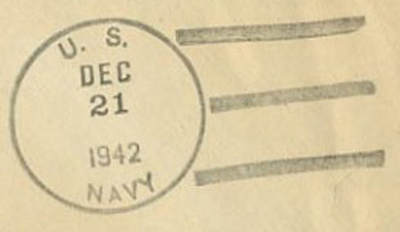 U. S.
DEC
21
1942
NAVY